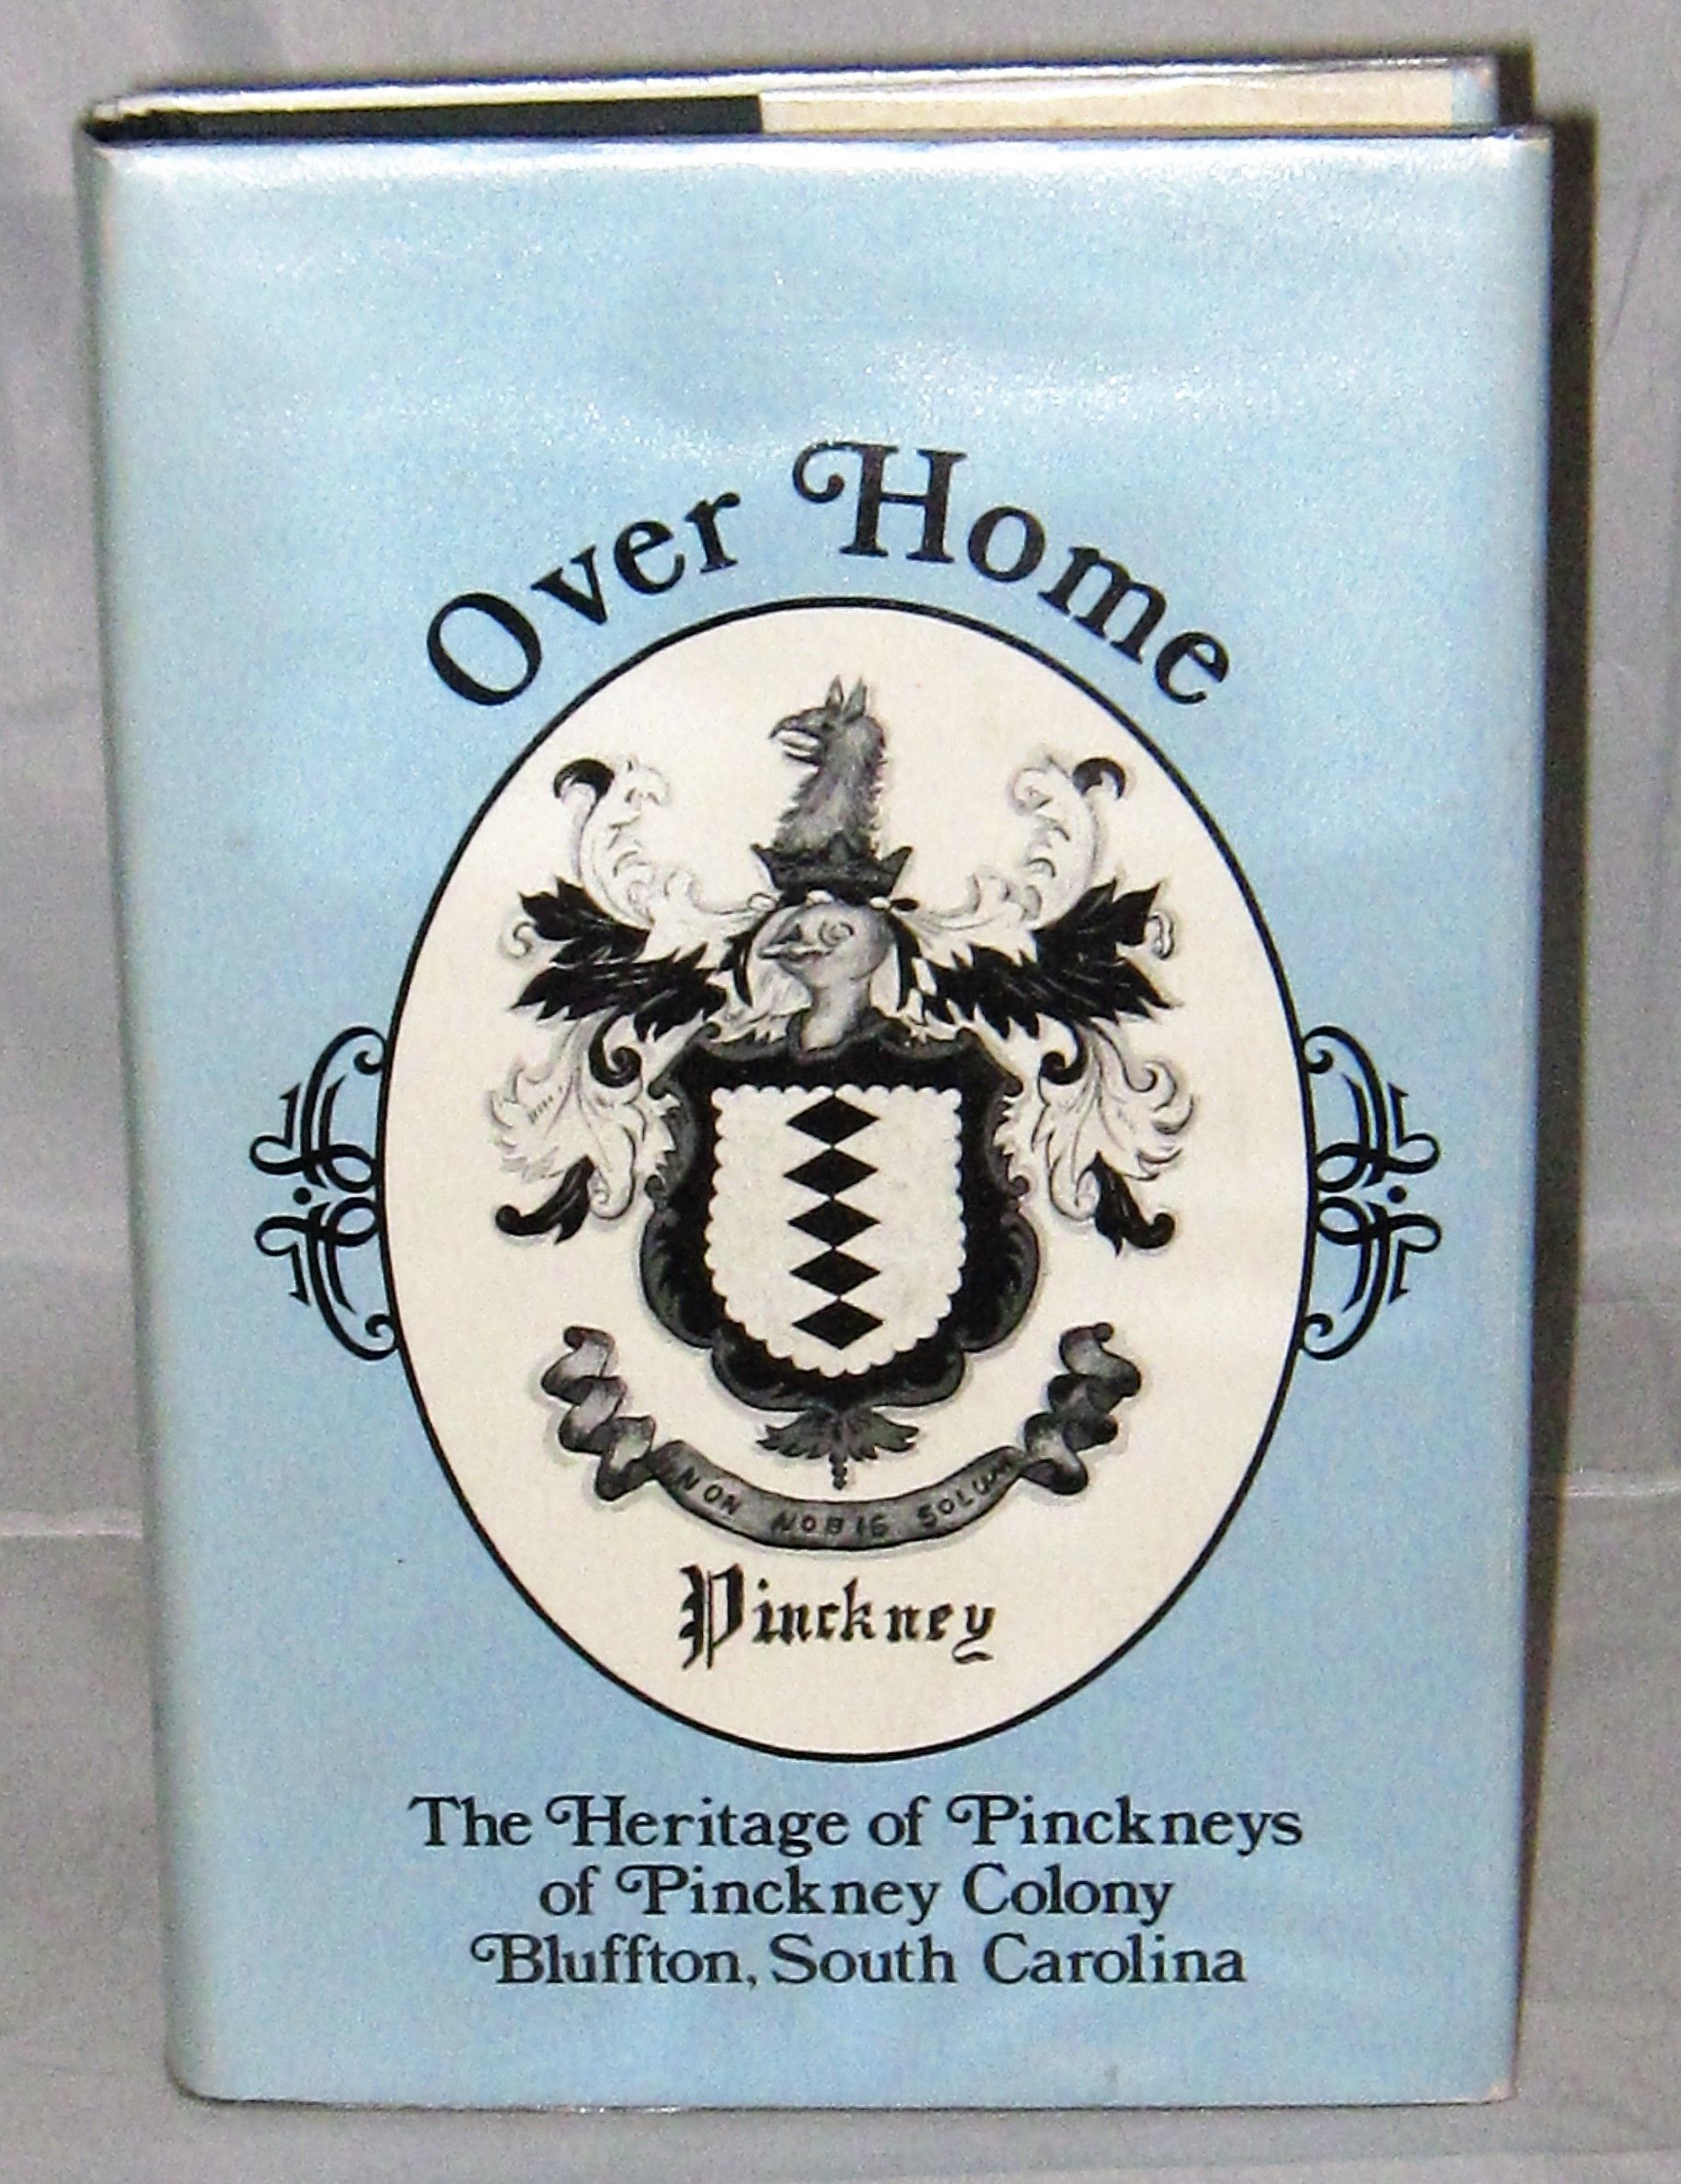 Over Home
NON NOBIS SOLUM
Pinckney
The Heritage of Pinckneys
of Pinckney Colony
Bluffton, South Carolina